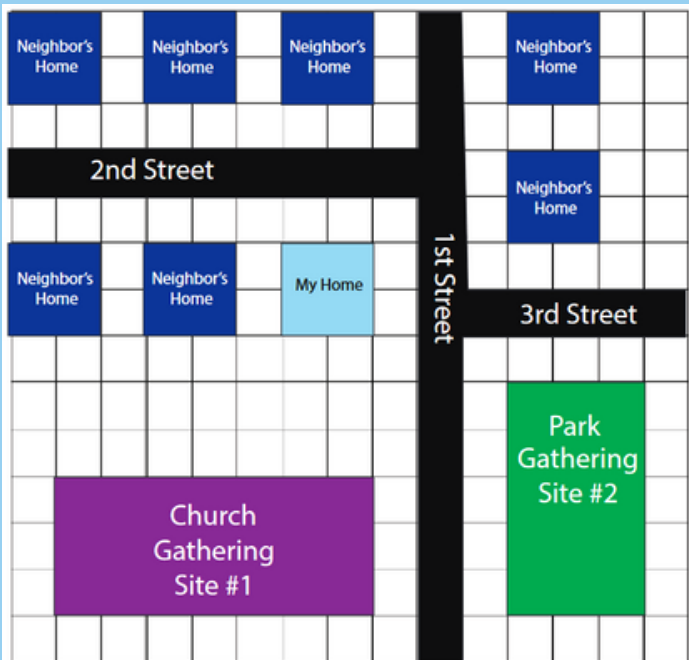 Neighbor's
Home
Neighbor's
Home
Neighbor's
Home
Neighbor's
Home
2nd Street
Neighbor's
Home
1st Street
Neighbor's
Home
Neighbor's
Home
My Home
3rd Street
Park
Gathering
Site #2
Church
Gathering
Site #1